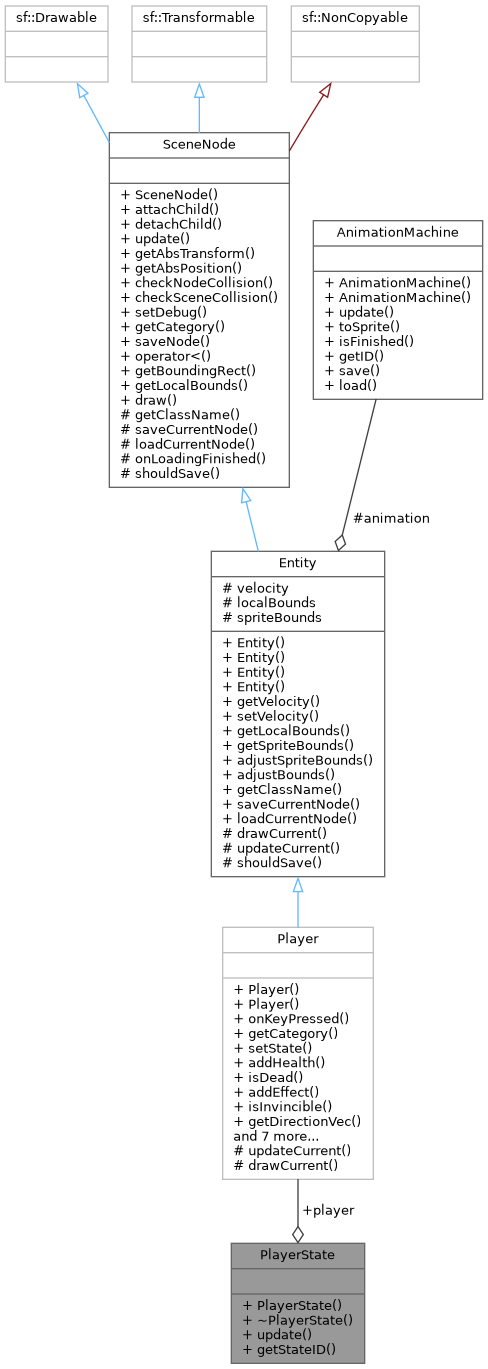 sf::Drawable
sf::Transformable
sf::NonCopyable
SceneNode
+ SceneNode()
+ attachChild()
+ detachChild()
+ update()
+ getAbsTransform()
+ getAbsPosition()
+ checkNodeCollision()
+ checkSceneCollision()
+ setDebug()
+ getCategory()
+ saveNode()
+ operator<()
+ getBoundingRect()
+ getLocalBounds()
+ draw()
# getClassName()
# saveCurrentNode()
# loadCurrentNode()
# onLoadingFinished()
# shouldSave()
AnimationMachine
+ AnimationMachine()
+ AnimationMachine()
+ update()
+ toSprite()
+ isFinished()
+ getID()
+ save()
+ load()
#animation
Entity
# velocity
# localBounds
# spriteBounds
+ Entity()
+ Entity()
+ Entity()
+ Entity()
+ getVelocity()
+ setVelocity()
+ getLocalBounds()
+ getSpriteBounds()
+ adjustSpriteBounds()
+ adjustBounds()
+ getClassName()
+ saveCurrentNode()
+ loadCurrentNode()
# drawCurrent()
# updateCurrent()
# shouldSave()
Player
+ Player()
+ Player()
+ onKeyPressed()
+ getCategory()
+ setState()
+ addHealth()
+ isDead()
+ addEffect()
+ isInvincible()
+ getDirectionVec()
and 7 more...
# updateCurrent()
# drawCurrent()
+player
PlayerState
+ PlayerState()
+ ~PlayerState()
+ update()
+ getStateID()